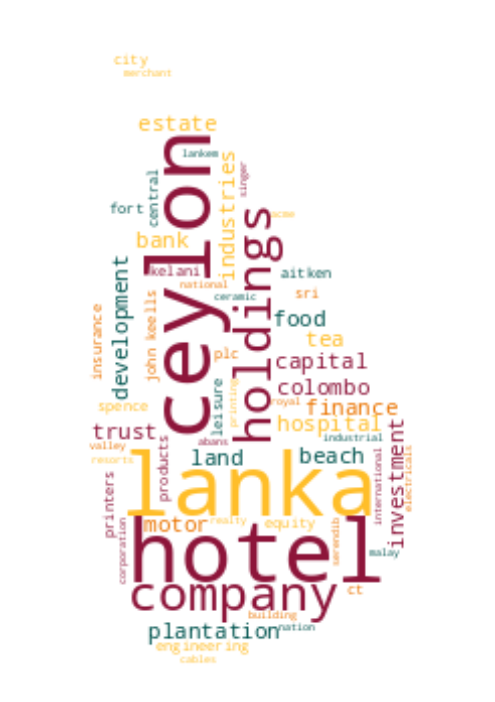 city
merchant
estate
ceylon
lankem
industries
singer
central
fort
holdings
acme
bank
kelani
national
aitken
development
ceramic
sri
insurance
john keells
food
tea
plc
capital
colombo
leisure
printing
royal
finance
spence
hospital
trust
products
abans
industrial
valley
land
beach
investment
resorts
lanka
international
electricals
printers
motor
realty
equity
hotel
corporation
serendib
malay
company
ct
building
plantation
nation
engineering
cables